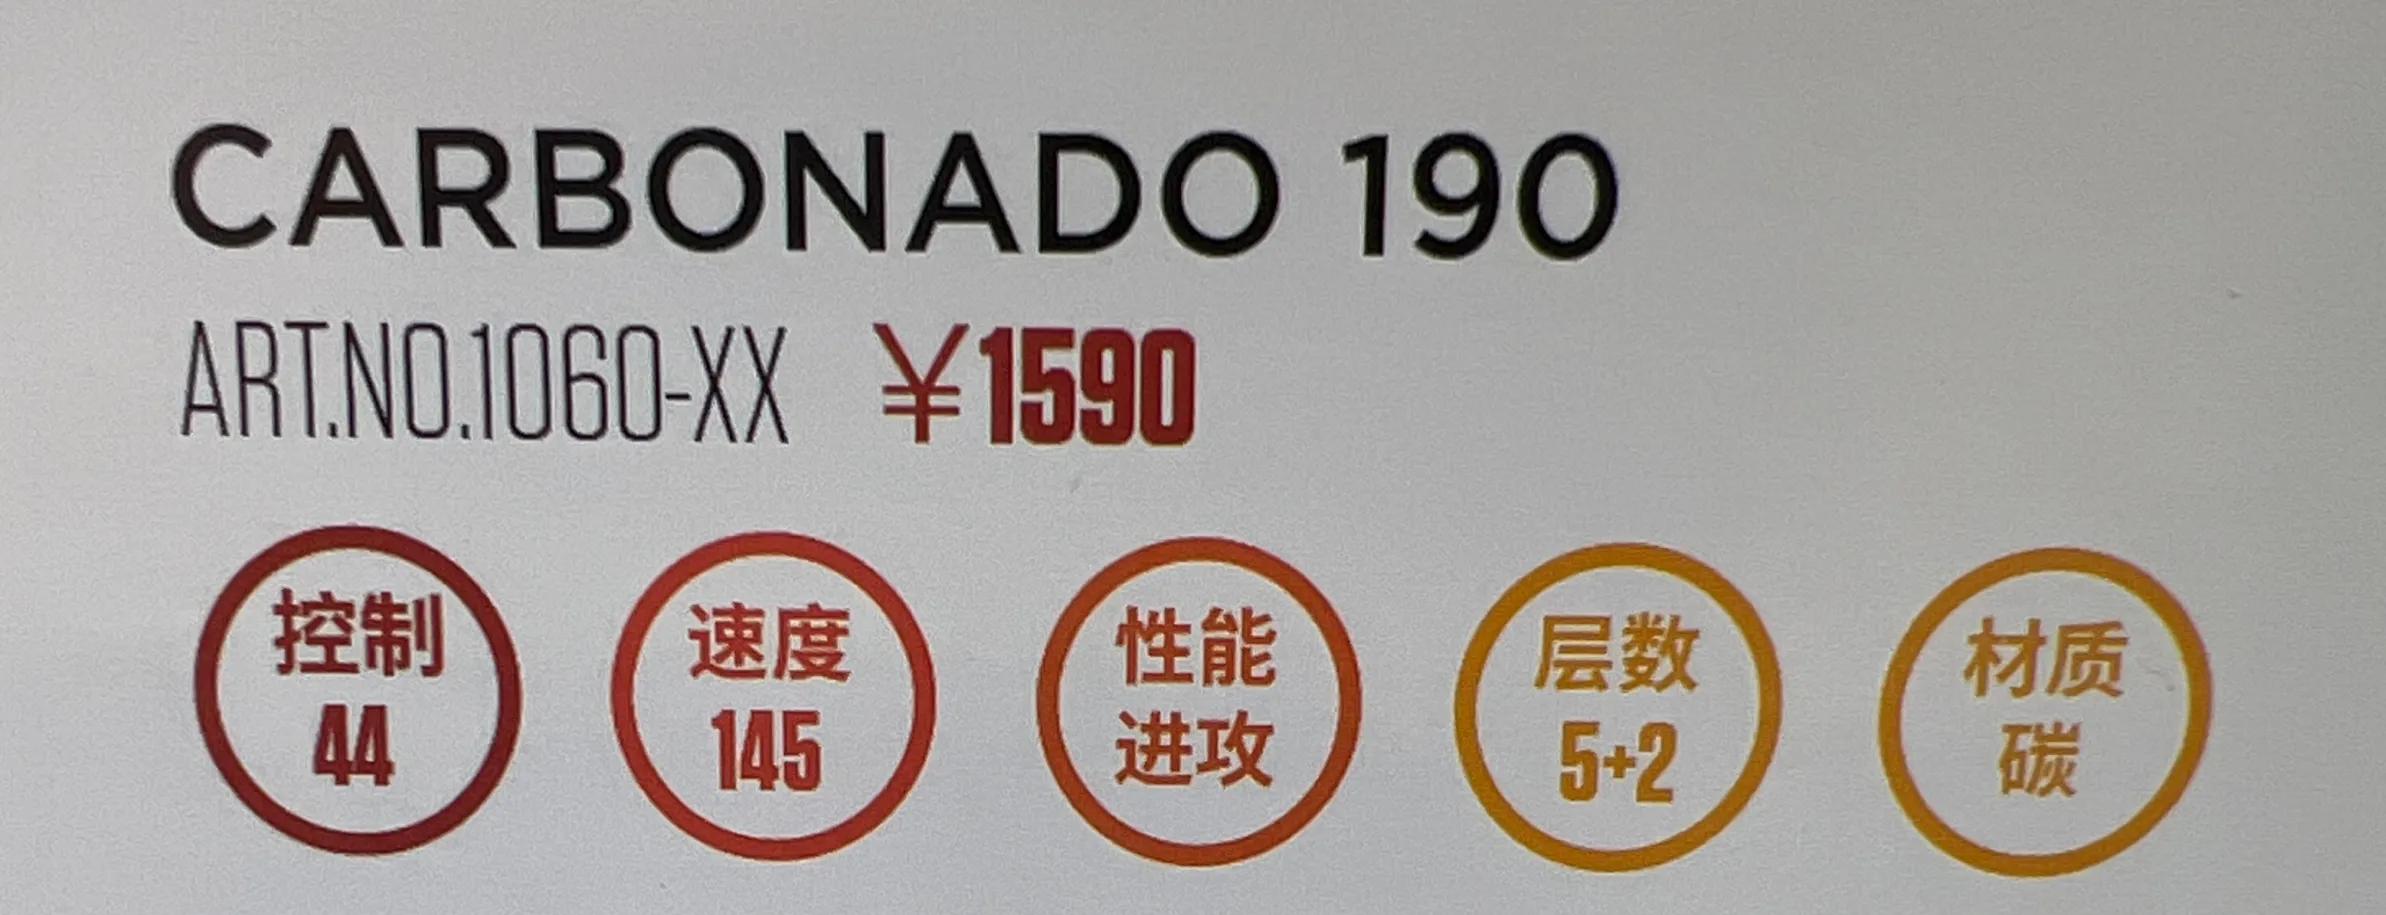 CARBONADO 190
ART.NO.1060-XX ￥1590
控制 速度 性能 层数 材质
44 145 进攻 5+2 碳